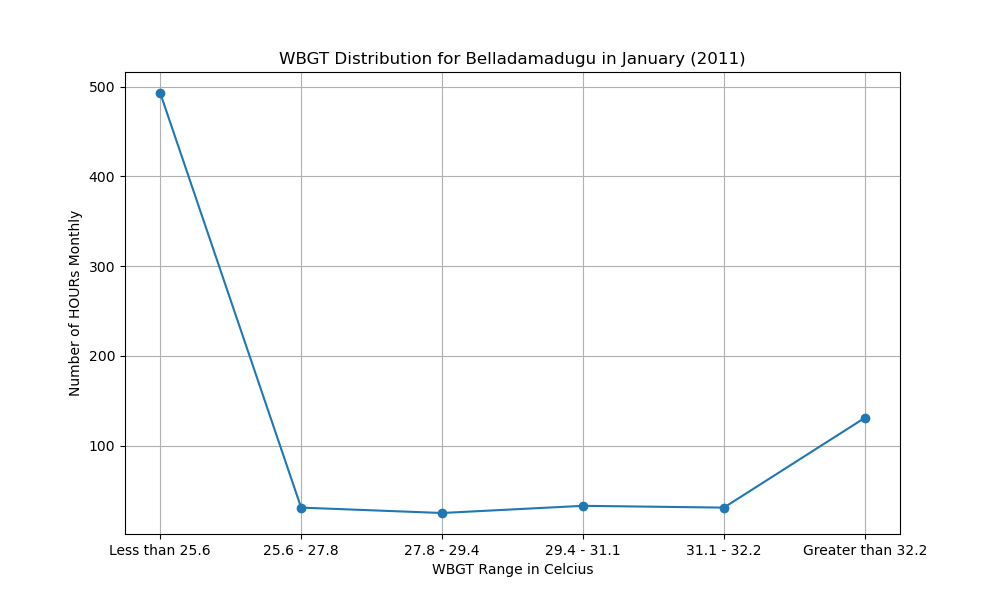 WBGT Distribution for Belladamadugu in January (2011)
500
400
300
200
100
Number of HOURs Monthly
Less than 25.6
25.6 - 27.8
27.8 - 29.4
29.4 - 31.1
31.1 - 32.2
Greater than 32.2
WBGT Range in Celcius